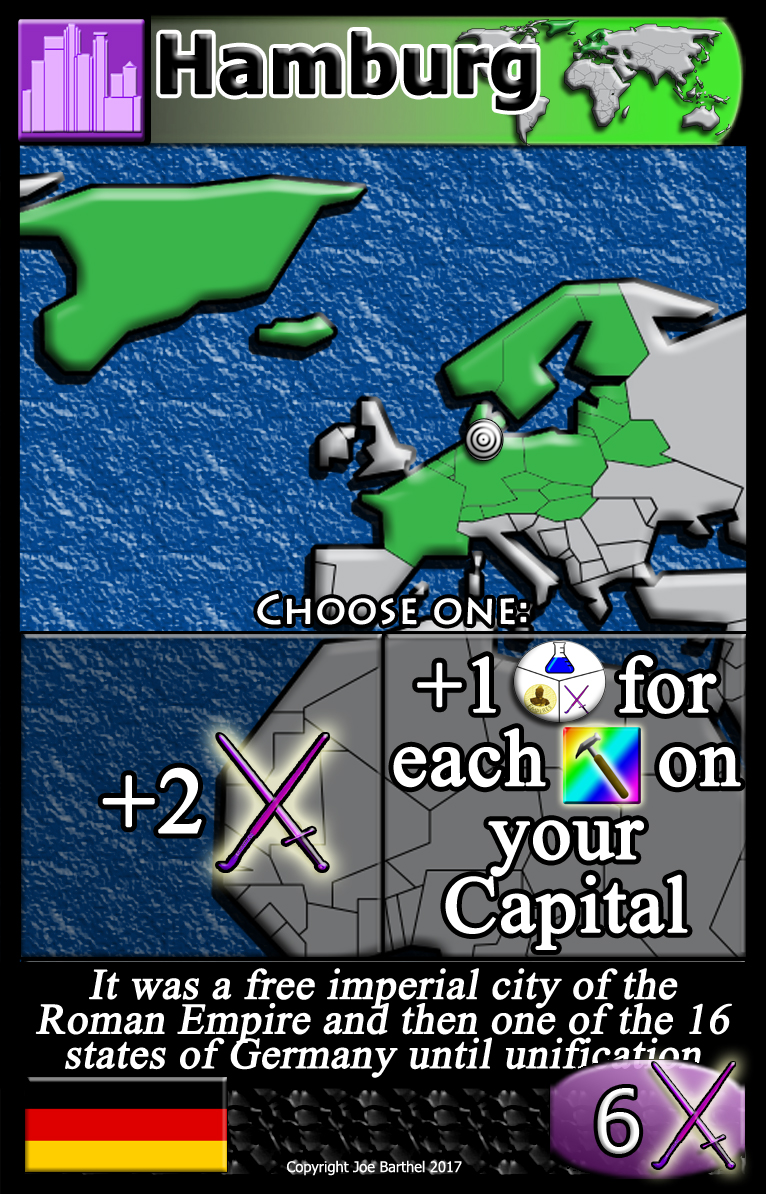 Hamburg
CHOOSE ONE:
+2
+1 for
each on
your
Capital
It was a free imperial city of the
Roman Empire and then one of the 16
states of Germany until unification
6
Copyright Joe Barthel 2017